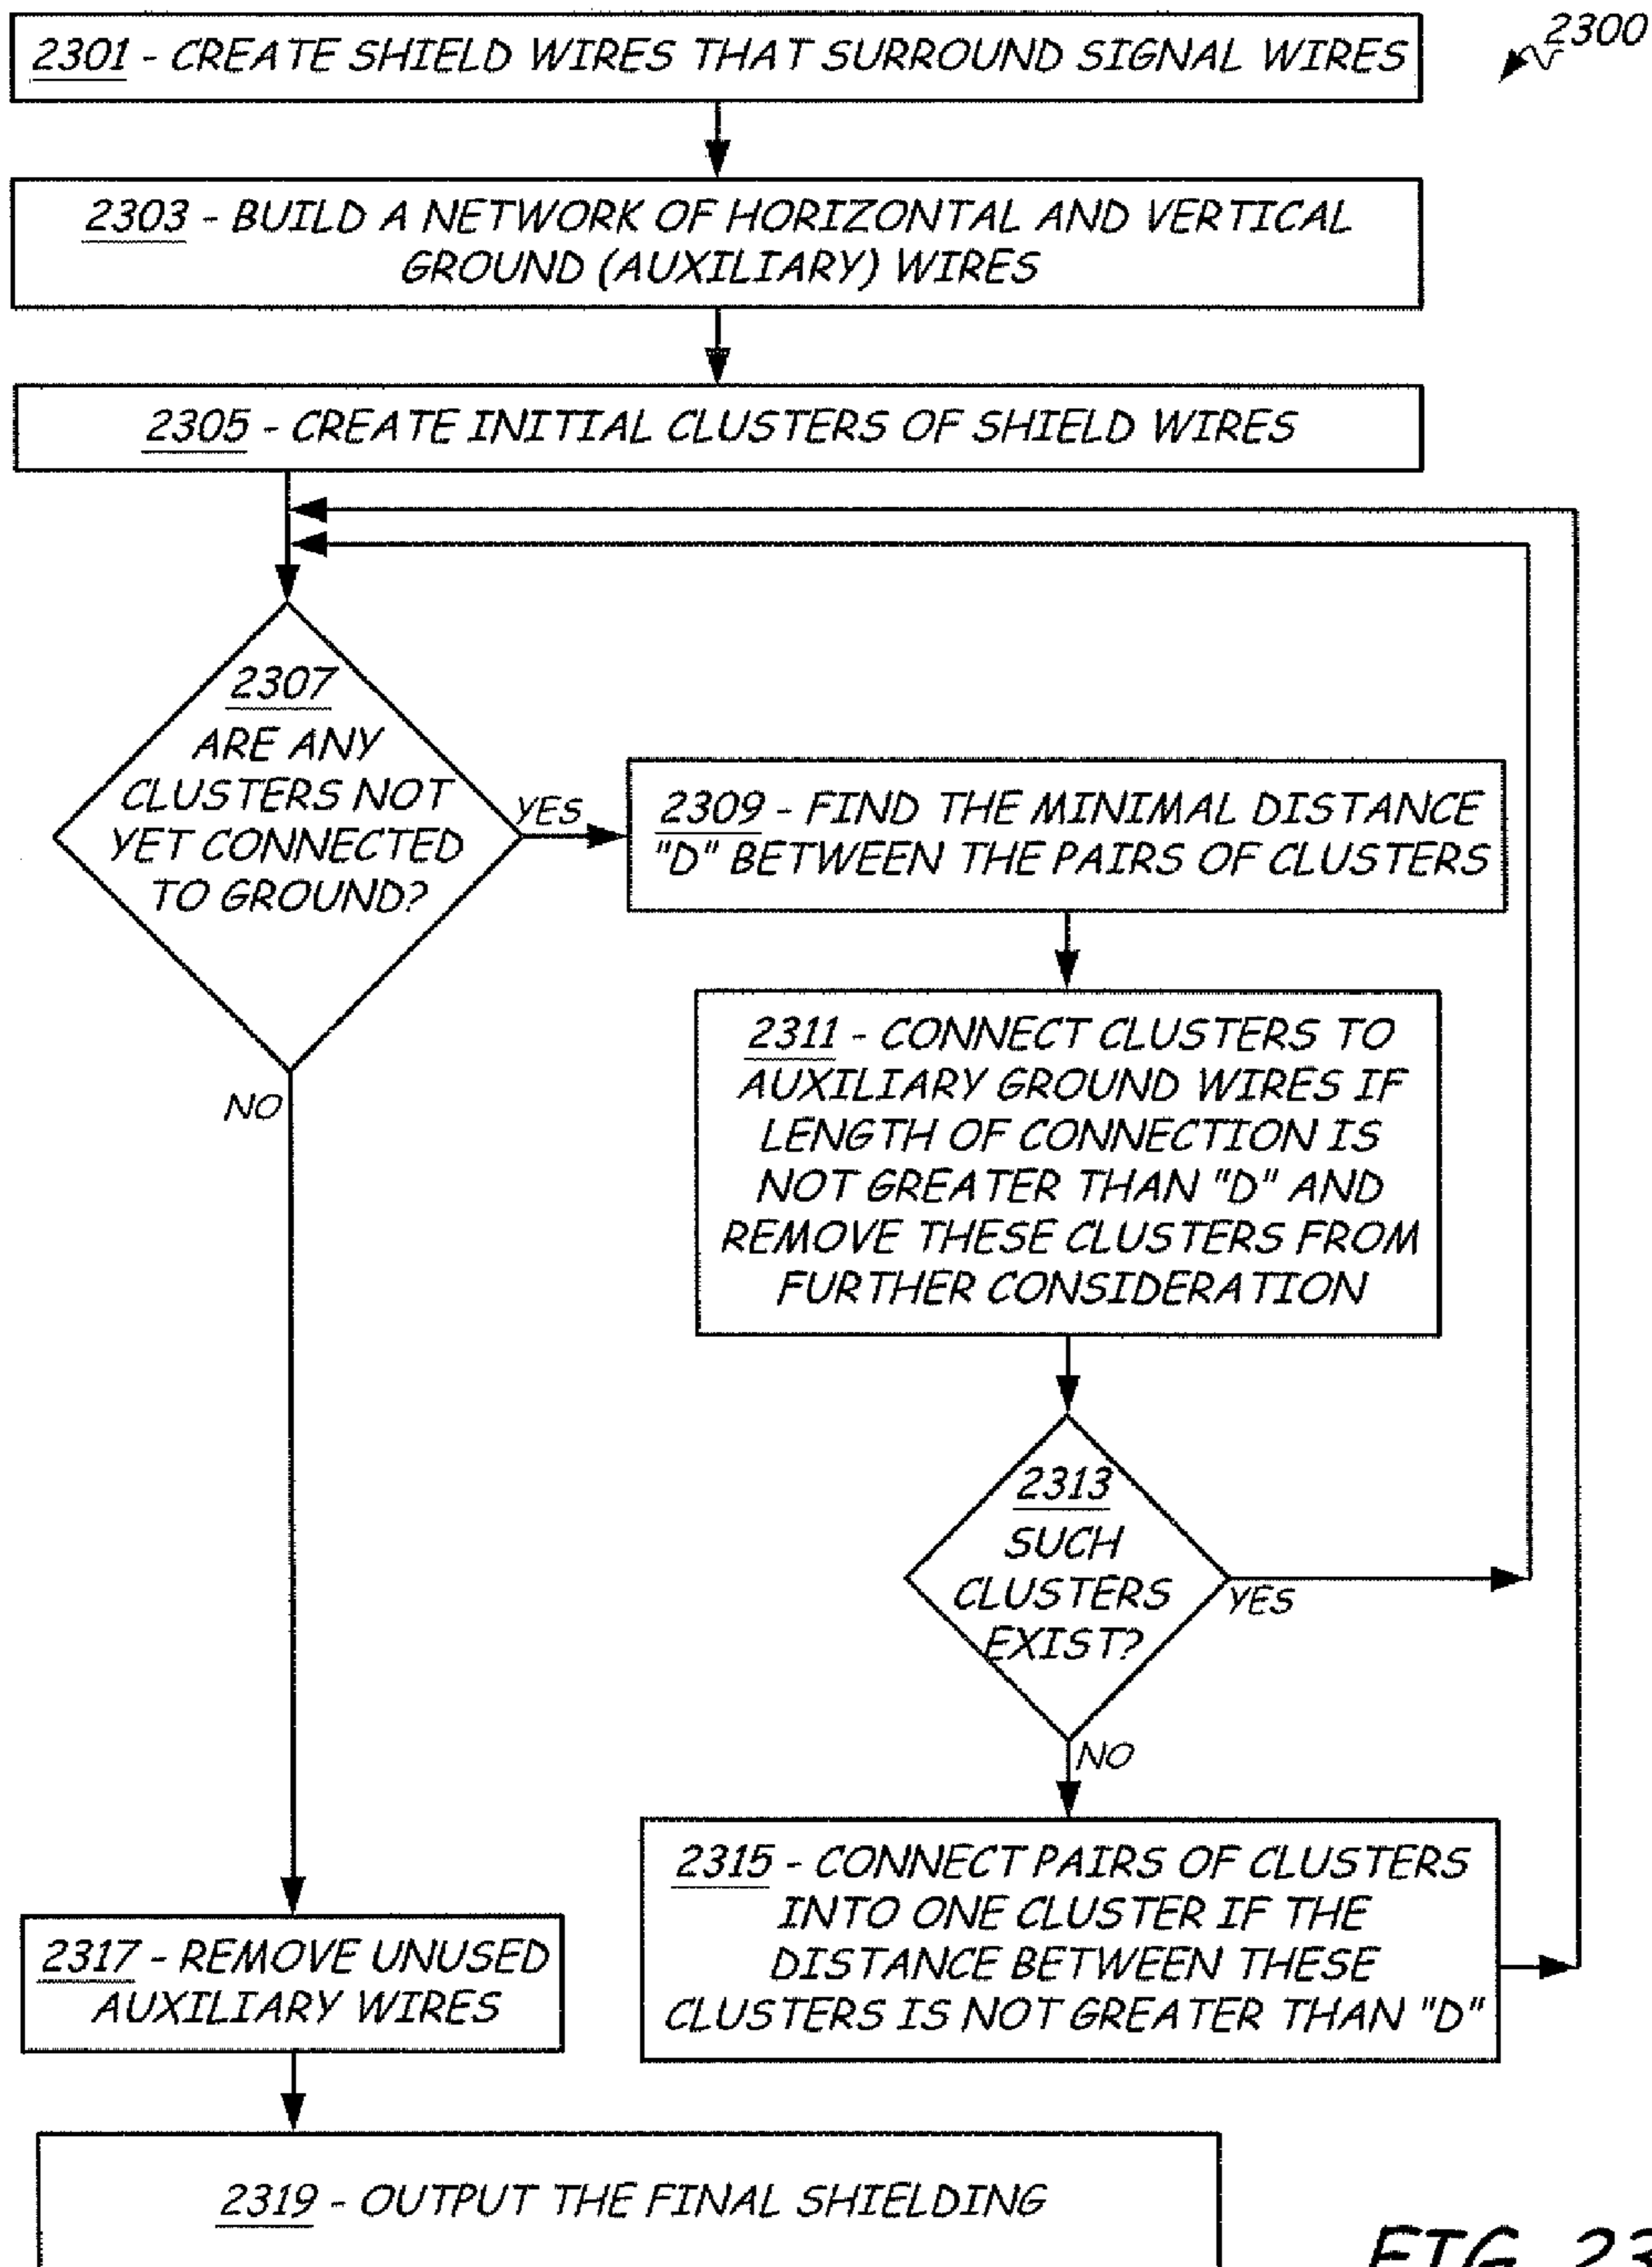 2301 - CREATE SHIELD WIRES THAT SURROUND SIGNAL WIRES
2300
2303 - BUILD A NETWORK OF HORIZONTAL AND VERTICAL
GROUND (AUXILIARY) WIRES
2305 - CREATE INITIAL CLUSTERS OF SHIELD WIRES
2307
ARE ANY
CLUSTERS NOT
YET CONNECTED
TO GROUND?
YES
NO
2309 - FIND THE MINIMAL DISTANCE
"D" BETWEEN THE PAIRS OF CLUSTERS
2311 - CONNECT CLUSTERS TO
AUXILIARY GROUND WIRES IF
LENGTH OF CONNECTION IS
NOT GREATER THAN "D" AND
REMOVE THESE CLUSTERS FROM
FURTHER CONSIDERATION
2313
SUCH
CLUSTERS
EXIST?
YES
NO
2315 - CONNECT PAIRS OF CLUSTERS
INTO ONE CLUSTER IF THE
DISTANCE BETWEEN THESE
CLUSTERS IS NOT GREATER THAN "D"
2317 - REMOVE UNUSED
AUXILIARY WIRES
2319 - OUTPUT THE FINAL SHIELDING
FIG. 23